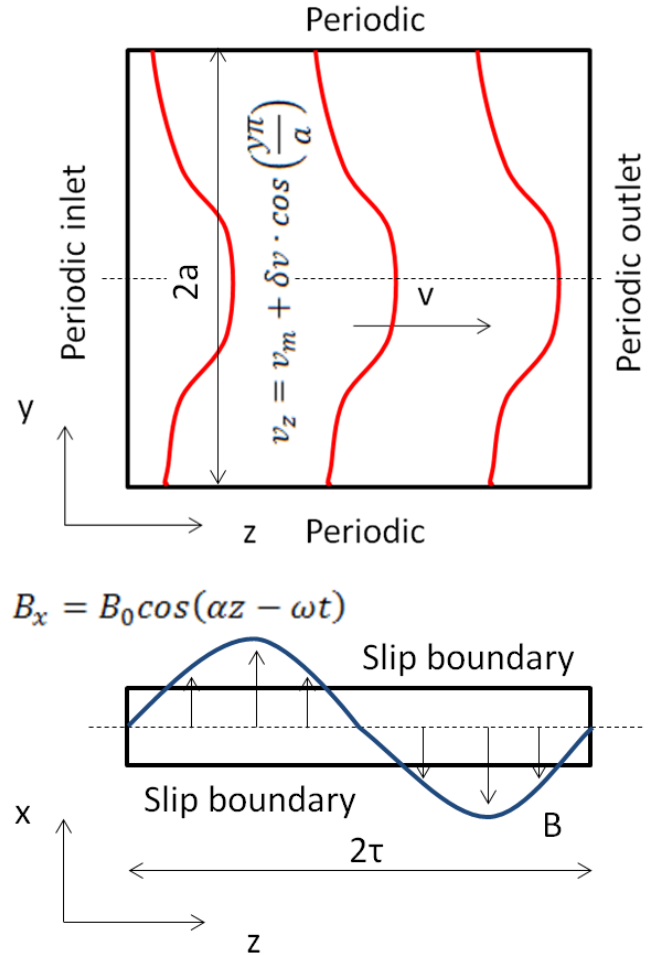 Periodic
Periodic inlet
2a
v_z = v_m + δv · cos(yπ/a)
v
Periodic outlet
y
z
Periodic
B_x = B_0cos(αz − ωt)
Slip boundary
Slip boundary
B
x
2τ
z